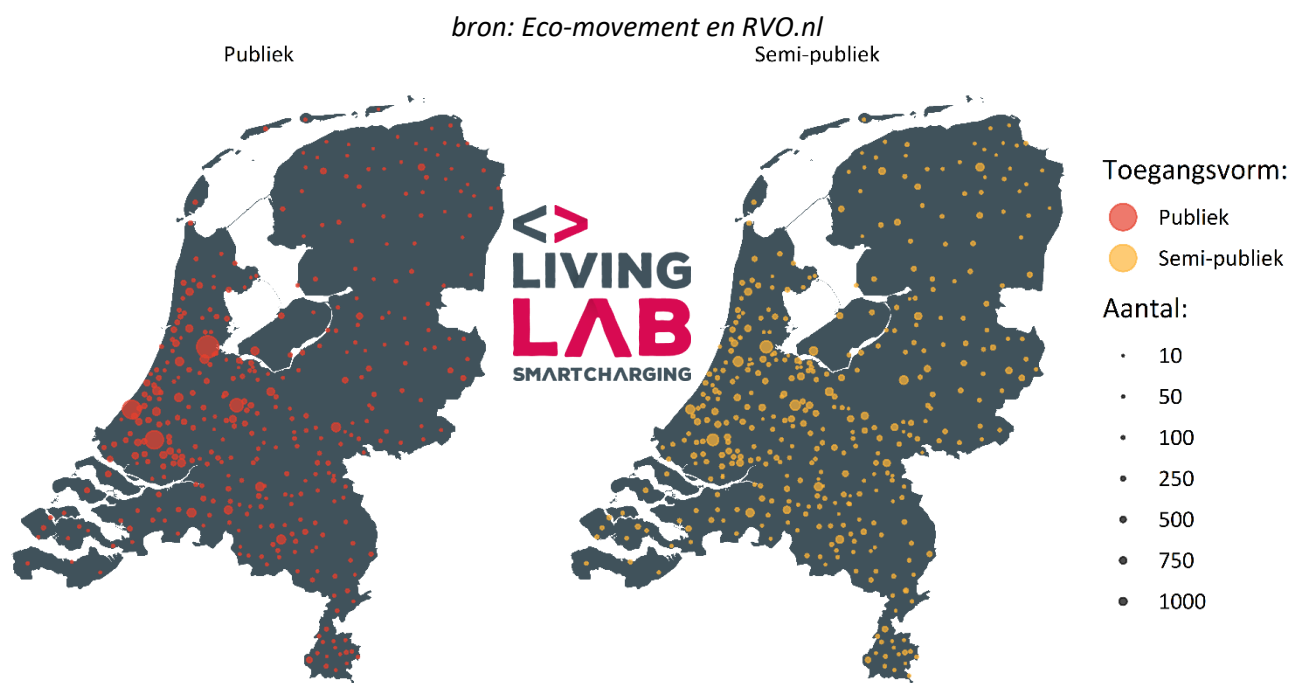 bron: Eco-movement en RVO.nl
Publiek
Semi-publiek
<>
LIVING
LAB
SMARTCHARGING
Toegangsvorm:
Publiek
Semi-publiek
Aantal:
10
50
100
250
500
750
1000